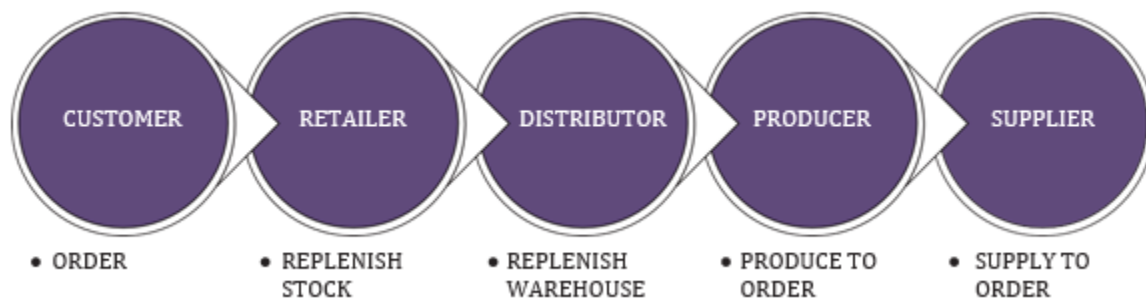 CUSTOMER
RETAILER
DISTRIBUTOR
PRODUCER
SUPPLIER
• ORDER
• REPLENISH
STOCK
• REPLENISH
WAREHOUSE
• PRODUCE TO
ORDER
• SUPPLY TO
ORDER